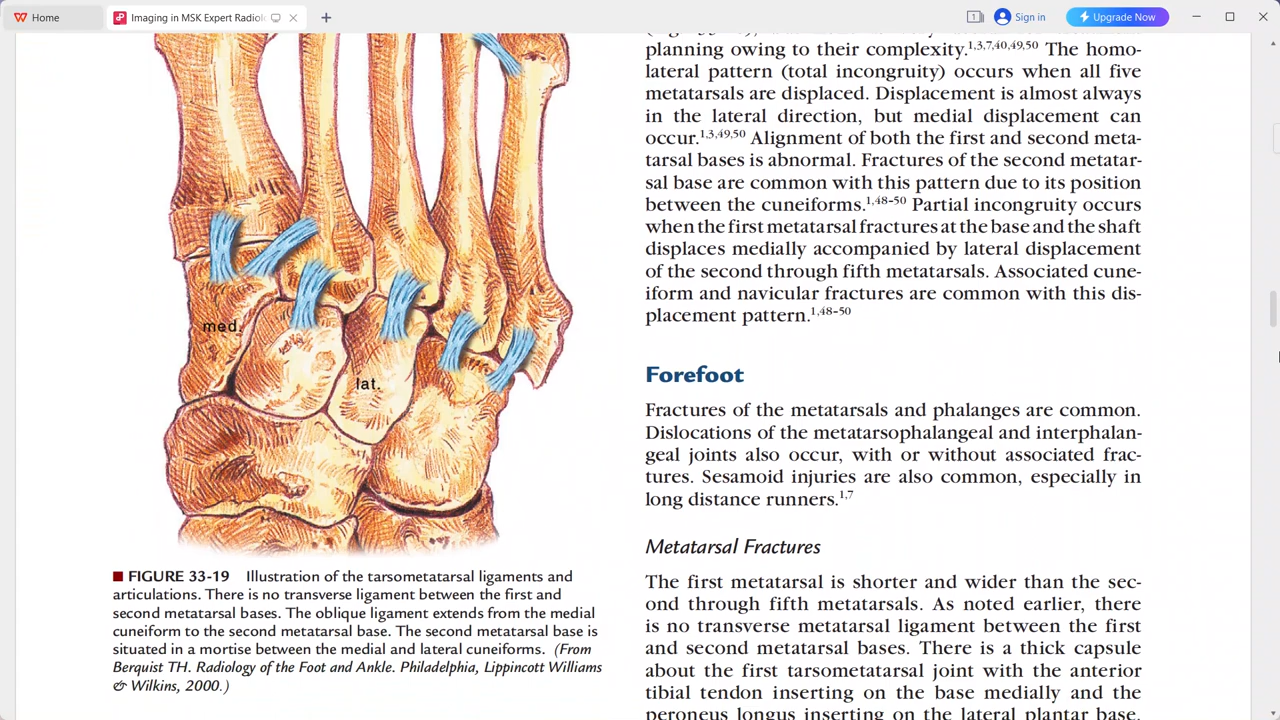 Home
Imaging in MSK Expert Radiol
1
Sign in
Upgrade Now
med.
lat.
■ FIGURE 33-19 Illustration of the tarsometatarsal ligaments and
articulations. There is no transverse ligament between the first and
second metatarsal bases. The oblique ligament extends from the medial
cuneiform to the second metatarsal base. The second metatarsal base is
situated in a mortise between the medial and lateral cuneiforms. (From
Berquist TH. Radiology of the Foot and Ankle. Philadelphia, Lippincott Williams
& Wilkins, 2000.)
planning owing to their complexity.1,3,7,40,49,50 The homo-
lateral pattern (total incongruity) occurs when all five
metatarsals are displaced. Displacement is almost always
in the lateral direction, but medial displacement can
occur.1,3,49,50 Alignment of both the first and second meta-
tarsal bases is abnormal. Fractures of the second metatar-
sal base are common with this pattern due to its position
between the cuneiforms.1,48-50 Partial incongruity occurs
when the first metatarsal fractures at the base and the shaft
displaces medially accompanied by lateral displacement
of the second through fifth metatarsals. Associated cune-
iform and navicular fractures are common with this dis-
placement pattern.1,48-50
Forefoot
Fractures of the metatarsals and phalanges are common.
Dislocations of the metatarsophalangeal and interphalan-
geal joints also occur, with or without associated frac-
tures. Sesamoid injuries are also common, especially in
long distance runners.1,7
Metatarsal Fractures
The first metatarsal is shorter and wider than the sec-
ond through fifth metatarsals. As noted earlier, there
is no transverse metatarsal ligament between the first
and second metatarsal bases. There is a thick capsule
about the first tarsometatarsal joint with the anterior
tibial tendon inserting on the base medially and the
peroneus longus inserting on the lateral plantar base.